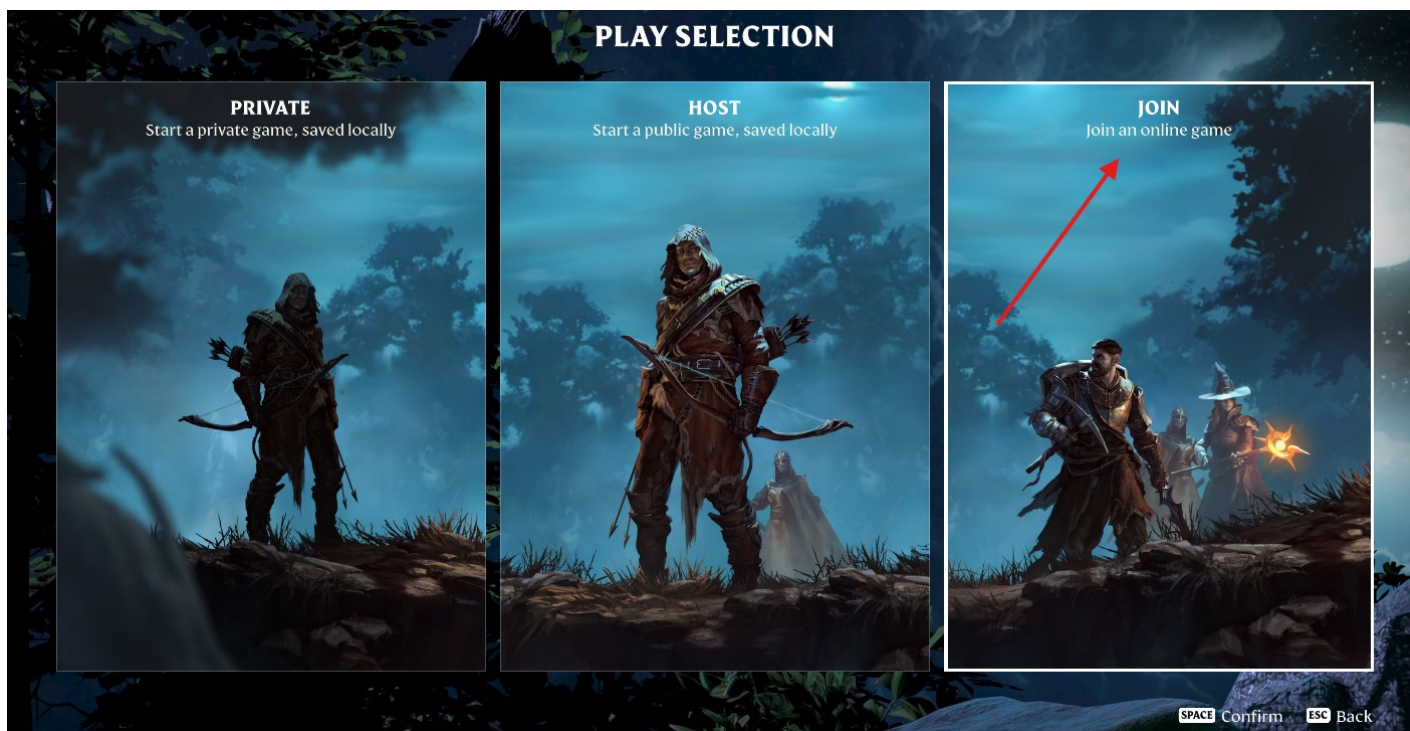 PLAY SELECTION
PRIVATE
Start a private game, saved locally
HOST
Start a public game, saved locally
JOIN
Join an online game
SPACE Confirm ESC Back